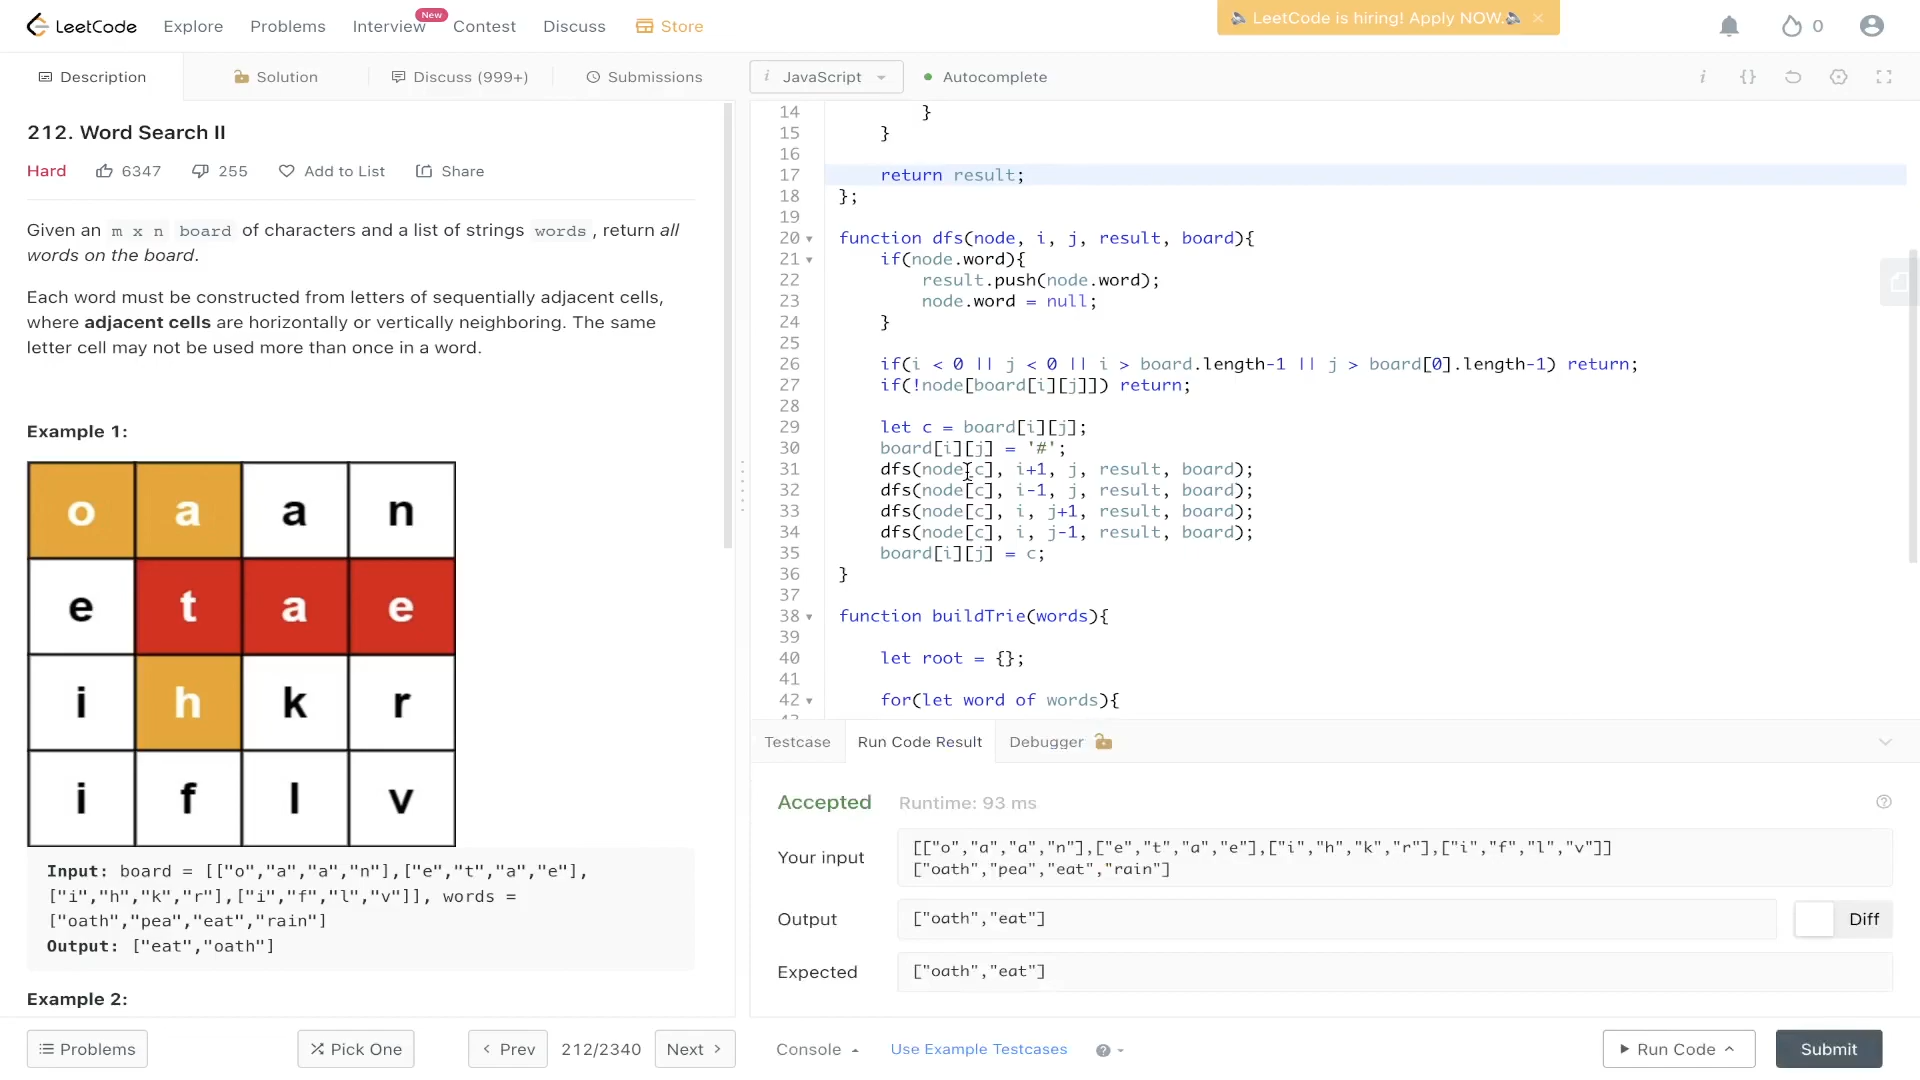 LeetCode
Explore
Problems
Interview
New
Contest
Discuss
Store
LeetCode is hiring! Apply NOW.
0
Description
Solution
Discuss (999+)
Submissions
212. Word Search II
Hard
6347
255
Add to List
Share
Given an m x n board of characters and a list of strings words, return all
words on the board.
Each word must be constructed from letters of sequentially adjacent cells,
where adjacent cells are horizontally or vertically neighboring. The same
letter cell may not be used more than once in a word.
Example 1:
o a a n
e t a e
i h k r
i f l v
Input: board = [["o","a","a","n"],["e","t","a","e"],
["i","h","k","r"],["i","f","l","v"]], words =
["oath","pea","eat","rain"]
Output: ["eat","oath"]
Example 2:
Problems
Pick One
Prev
212/2340
Next
i JavaScript
Autocomplete
i {}
14 }
15 }
16
17 return result;
18 };
19
20 function dfs(node, i, j, result, board){
21 if(node.word){
22 result.push(node.word);
23 node.word = null;
24 }
25
26 if(i < 0 || j < 0 || i > board.length-1 || j > board[0].length-1) return;
27 if(!node[board[i][j]]) return;
28
29 let c = board[i][j];
30 board[i][j] = '#';
31 dfs(node[c], i+1, j, result, board);
32 dfs(node[c], i-1, j, result, board);
33 dfs(node[c], i, j+1, result, board);
34 dfs(node[c], i, j-1, result, board);
35 board[i][j] = c;
36 }
37
38 function buildTrie(words){
39
40 let root = {};
41
42 for(let word of words){
Testcase
Run Code Result
Debugger
Accepted
Runtime: 93 ms
Your input
[["o","a","a","n"],["e","t","a","e"],["i","h","k","r"],["i","f","l","v"]]
["oath","pea","eat","rain"]
Output
["oath","eat"]
Diff
Expected
["oath","eat"]
Console
Use Example Testcases
Run Code
Submit